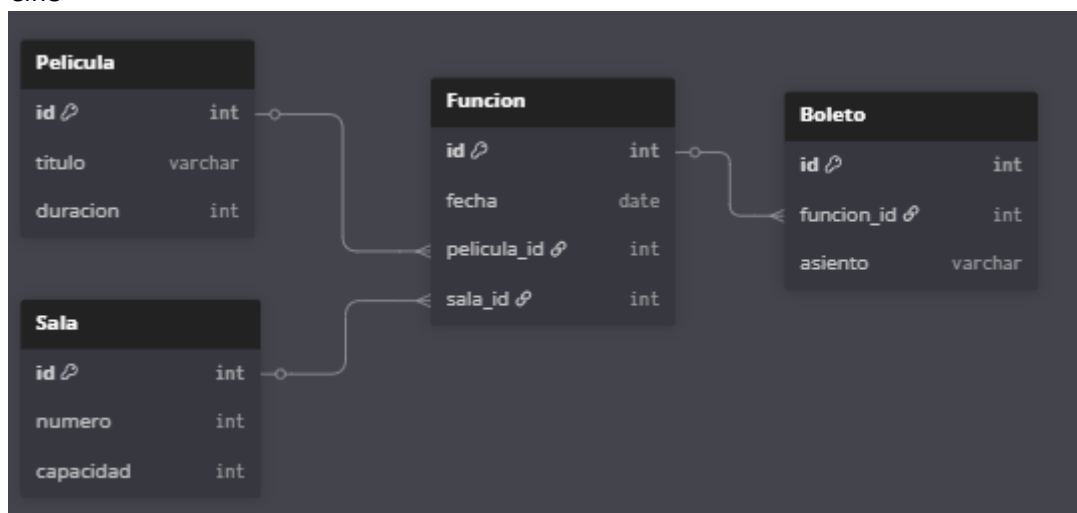 Pelicula
id int
titulo varchar
duracion int
Sala
id int
numero int
capacidad int
Funcion
id int
fecha date
pelicula_id int
sala_id int
Boleto
id int
funcion_id int
asiento varchar